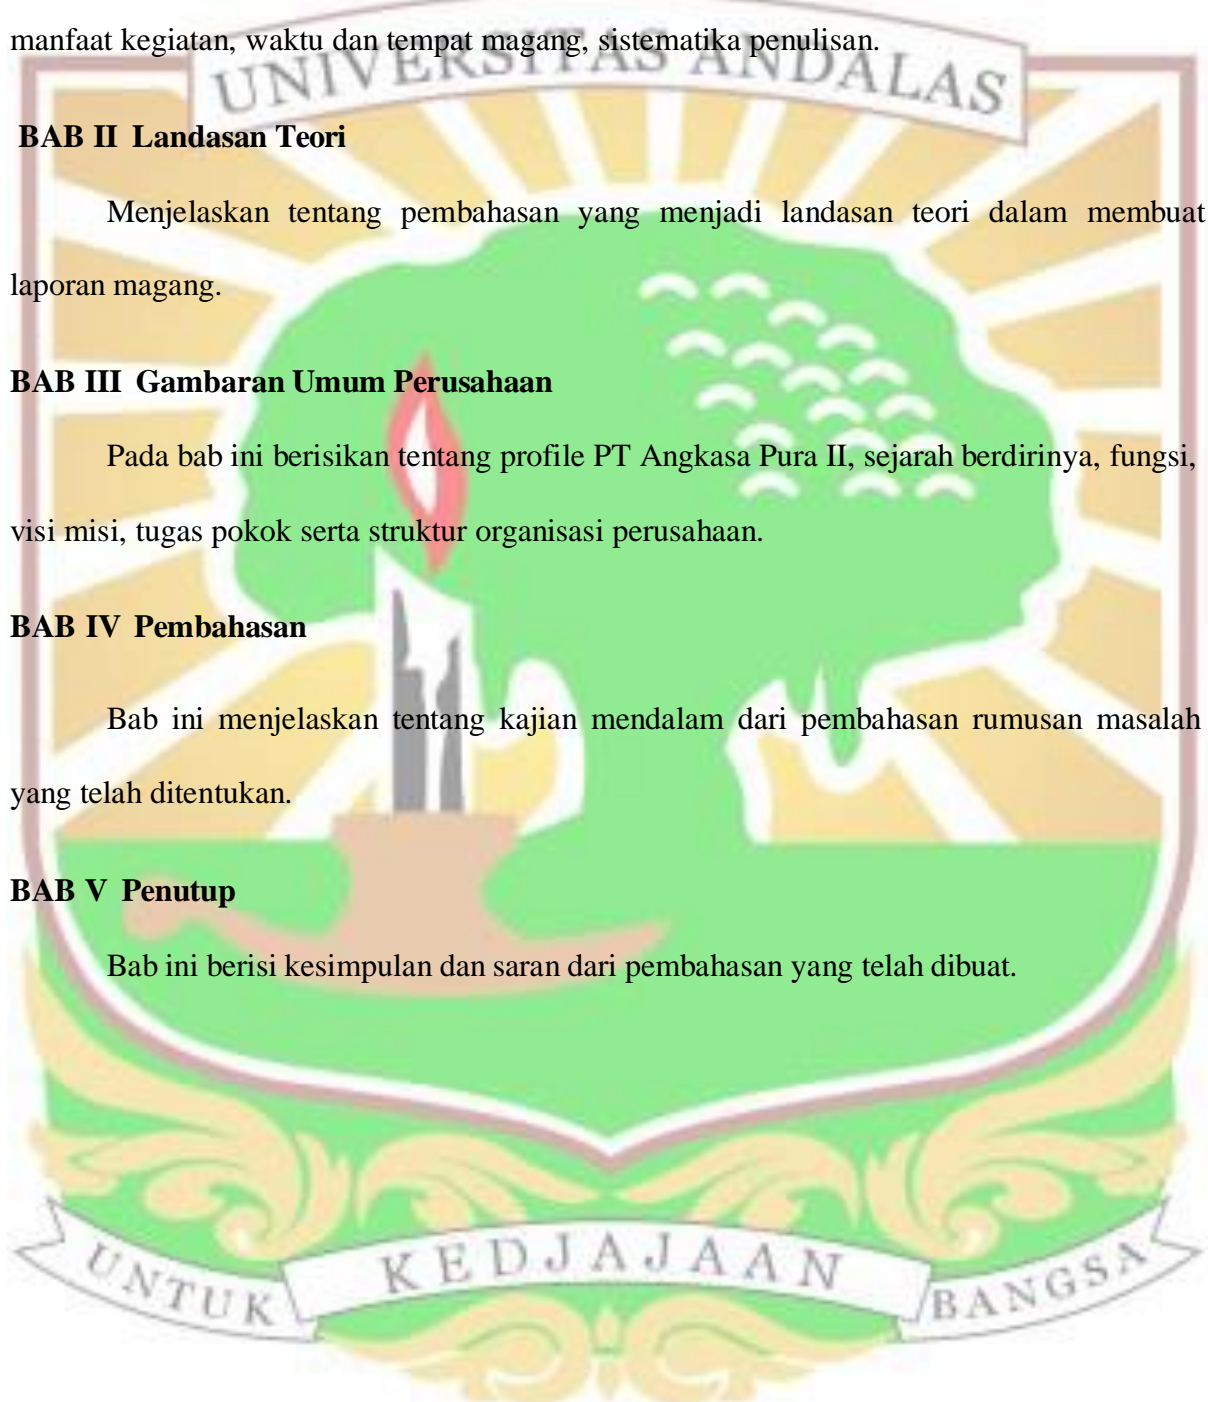 manfaat kegiatan, waktu dan tempat magang, sistematika penulisan.
UNIVERSITAS ANDALAS
BAB II Landasan Teori
Menjelaskan tentang pembahasan yang menjadi landasan teori dalam membuat
laporan magang.
BAB III Gambaran Umum Perusahaan
Pada bab ini berisikan tentang profile PT Angkasa Pura II, sejarah berdirinya, fungsi,
visi misi, tugas pokok serta struktur organisasi perusahaan.
BAB IV Pembahasan
Bab ini menjelaskan tentang kajian mendalam dari pembahasan rumusan masalah
yang telah ditentukan.
BAB V Penutup
Bab ini berisi kesimpulan dan saran dari pembahasan yang telah dibuat.
UNTUK KEDJAJAAN BANGSA